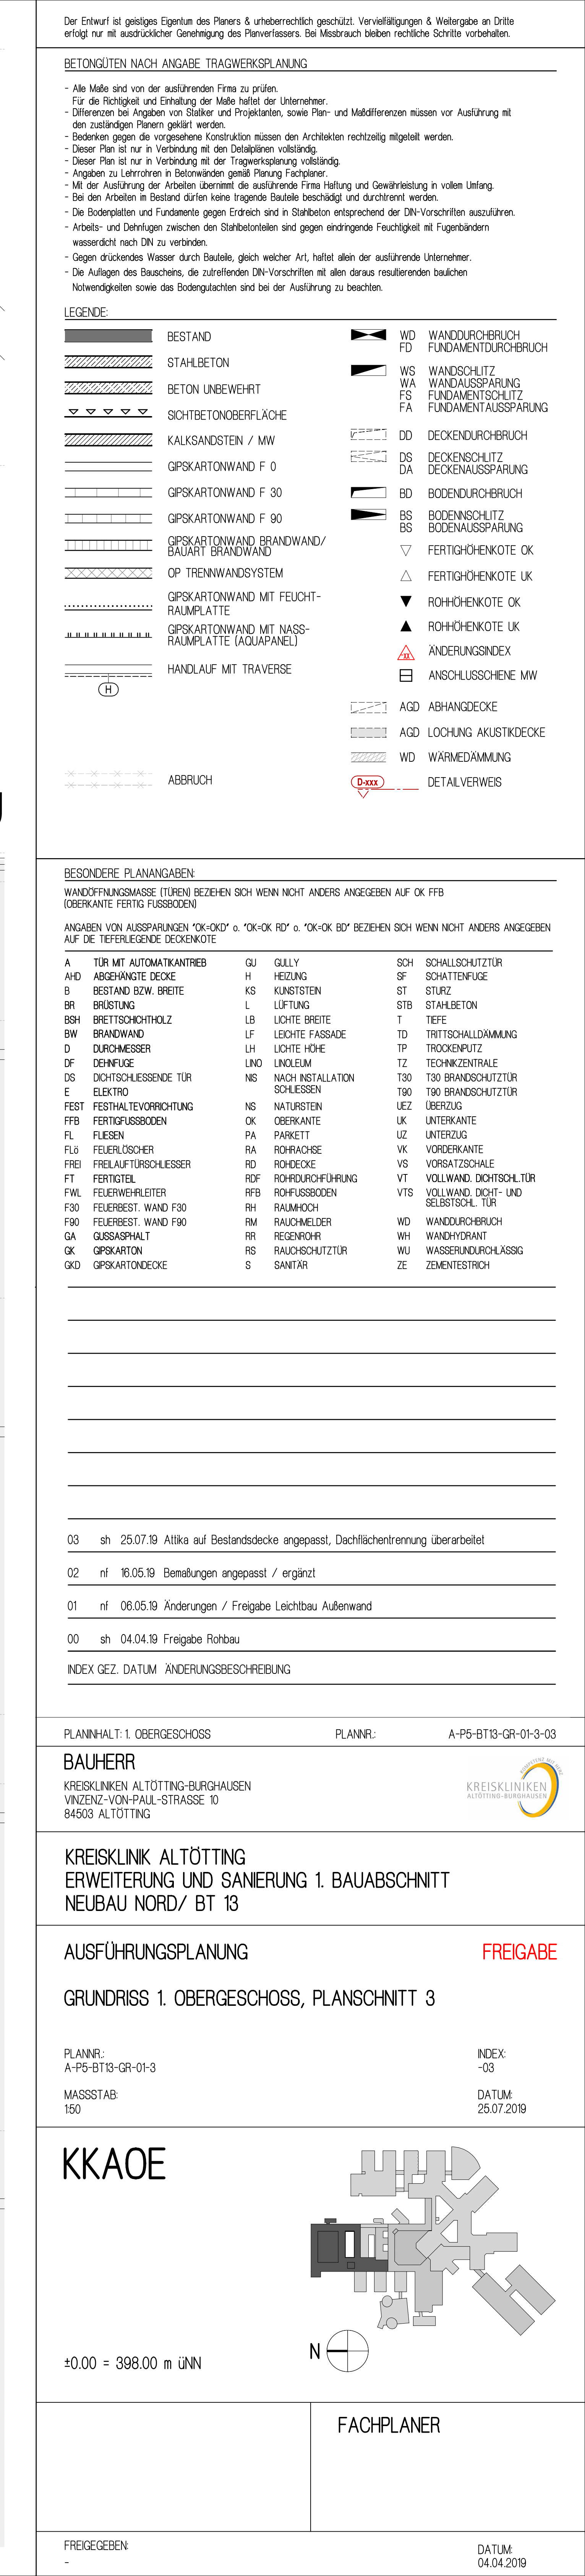 Der Entwurf ist geistiges Eigentum des Planers & urheberrechtlich geschützt. Vervielfältigungen & Weitergabe an Dritte
erfolgt nur mit ausdrücklicher Genehmigung des Planverfassers. Bei Missbrauch bleiben rechtliche Schritte vorbehalten.
BETONGÜTEN NACH ANGABE TRAGWERKSPLANUNG
- Alle Maße sind von der ausführenden Firma zu prüfen.
Für die Richtigkeit und Einhaltung der Maße haftet der Unternehmer.
- Differenzen bei Angaben von Statiker und Projektanten, sowie Plan- und Maßdifferenzen müssen vor Ausführung mit
den zuständigen Planern geklärt werden.
- Bedenken gegen die vorgesehene Konstruktion müssen den Architekten rechtzeitig mitgeteilt werden.
- Dieser Plan ist nur in Verbindung mit den Detailplänen vollständig.
- Dieser Plan ist nur in Verbindung mit der Tragwerksplanung vollständig.
- Angaben zu Lehrrohren in Betonwänden gemäß Planung Fachplaner.
- Mit der Ausführung der Arbeiten übernimmt die ausführende Firma Haftung und Gewährleistung in vollem Umfang.
- Bei den Arbeiten im Bestand dürfen keine tragende Bauteile beschädigt und durchtrennt werden.
- Die Bodenplatten und Fundamente gegen Erdreich sind in Stahlbeton entsprechend der DIN-Vorschriften auszuführen.
- Arbeits- und Dehnfugen zwischen den Stahlbetonteilen sind gegen eindringende Feuchtigkeit mit Fugenbändern
wasserdicht nach DIN zu verbinden.
- Gegen drückendes Wasser durch Bauteile, gleich welcher Art, haftet allein der ausführende Unternehmer.
- Die Auflagen des Bauscheins, die zutreffenden DIN-Vorschriften mit allen daraus resultierenden baulichen
Notwendigkeiten sowie das Bodengutachten sind bei der Ausführung zu beachten.
LEGENDE:
BESTAND
STAHLBETON
BETON UNBEWEHRT
SICHTBETONOBERFLÄCHE
KALKSANDSTEIN / MW
GIPSKARTONWAND F 0
GIPSKARTONWAND F 30
GIPSKARTONWAND F 90
GIPSKARTONWAND BRANDWAND/
BAUART BRANDWAND
OP TRENNWANDSYSTEM
GIPSKARTONWAND MIT FEUCHT-
RAUMPLATTE
GIPSKARTONWAND MIT NASS-
RAUMPLATTE (AQUAPANEL)
HANDLAUF MIT TRAVERSE
H
ABBRUCH
WD WANDDURCHBRUCH
FD FUNDAMENTDURCHBRUCH
WS WANDSCHLITZ
WA WANDAUSSPARUNG
FS FUNDAMENTSCHLITZ
FA FUNDAMENTAUSSPARUNG
DD DECKENDURCHBRUCH
DS DECKENSCHLITZ
DA DECKENAUSSPARUNG
BD BODENDURCHBRUCH
BS BODENNSCHLITZ
BS BODENAUSSPARUNG
FERTIGHÖHENKOTE OK
FERTIGHÖHENKOTE UK
ROHHÖHENKOTE OK
ROHHÖHENKOTE UK
XX ÄNDERUNGSINDEX
ANSCHLUSSCHIENE MW
AGD ABHANGDECKE
AGD LOCHUNG AKUSTIKDECKE
WD WÄRMEDÄMMUNG
D-xxx DETAILVERWEIS
BESONDERE PLANANGABEN:
WANDÖFFNUNGSMASSE (TÜREN) BEZIEHEN SICH WENN NICHT ANDERS ANGEGEBEN AUF OK FFB
(OBERKANTE FERTIG FUSSBODEN)
ANGABEN VON AUSSPARUNGEN "OK=OKD" o. "OK=OK RD" o. "OK=OK BD" BEZIEHEN SICH WENN NICHT ANDERS ANGEGEBEN
AUF DIE TIEFERLIEGENDE DECKENKOTE
A TÜR MIT AUTOMATIKANTRIEB
AHD ABGEHÄNGTE DECKE
B BESTAND BZW. BREITE
BR BRÜSTUNG
BSH BRETTSCHICHTHOLZ
BW BRANDWAND
D DURCHMESSER
DF DEHNFUGE
DS DICHTSCHLIESSENDE TÜR
E ELEKTRO
FEST FESTHALTEVORRICHTUNG
FFB FERTIGFUSSBODEN
FL FLIESEN
FLö FEUERLÖSCHER
FREI FREILAUFTÜRSCHLIESSER
FT FERTIGTEIL
FWL FEUERWEHRLEITER
F30 FEUERBEST. WAND F30
F90 FEUERBEST. WAND F90
GA GUSSASPHALT
GK GIPSKARTON
GKD GIPSKARTONDECKE
GU GULLY
H HEIZUNG
KS KUNSTSTEIN
L LÜFTUNG
LB LICHTE BREITE
LF LEICHTE FASSADE
LH LICHTE HÖHE
LINO LINOLEUM
NIS NACH INSTALLATION
SCHLIESSEN
NS NATURSTEIN
OK OBERKANTE
PA PARKETT
RA ROHRACHSE
RD ROHDECKE
RDF ROHRDURCHFÜHRUNG
RFB ROHFUSSBODEN
RH RAUMHOCH
RM RAUCHMELDER
RR REGENROHR
RS RAUCHSCHUTZTÜR
S SANITÄR
SCH SCHALLSCHUTZTÜR
SF SCHATTENFUGE
ST STURZ
STB STAHLBETON
T TIEFE
TD TRITTSCHALLDÄMMUNG
TP TROCKENPUTZ
TZ TECHNIKZENTRALE
T30 T30 BRANDSCHUTZTÜR
T90 T90 BRANDSCHUTZTÜR
UEZ ÜBERZUG
UK UNTERKANTE
UZ UNTERZUG
VK VORDERKANTE
VS VORSATZSCHALE
VT VOLLWAND. DICHTSCHL.TÜR
VTS VOLLWAND. DICHT- UND
SELBSTSCHL. TÜR
WD WANDDURCHBRUCH
WH WANDHYDRANT
WU WASSERUNDURCHLÄSSIG
ZE ZEMENTESTRICH
03 sh 25.07.19 Attika auf Bestandsdecke angepasst, Dachflächentrennung überarbeitet
02 nf 16.05.19 Bemaßungen angepasst / ergänzt
01 nf 06.05.19 Änderungen / Freigabe Leichtbau Außenwand
00 sh 04.04.19 Freigabe Rohbau
INDEX GEZ. DATUM ÄNDERUNGSBESCHREIBUNG
PLANINHALT: 1. OBERGESCHOSS PLANNR.: A-P5-BT13-GR-01-3-03
BAUHERR
KREISKLINIKEN ALTÖTTING-BURGHAUSEN
VINZENZ-VON-PAUL-STRASSE 10
84503 ALTÖTTING
KOMPETENZ MIT HERZ
KREISKLINIKEN
ALTÖTTING-BURGHAUSEN
KREISKLINIK ALTÖTTING
ERWEITERUNG UND SANIERUNG 1. BAUABSCHNITT
NEUBAU NORD/ BT 13
AUSFÜHRUNGSPLANUNG FREIGABE
GRUNDRISS 1. OBERGESCHOSS, PLANSCHNITT 3
PLANNR.: INDEX:
A-P5-BT13-GR-01-3 -03
MASSSTAB: DATUM:
1:50 25.07.2019
KKAOE
N
±0.00 = 398.00 m üNN
FACHPLANER
FREIGEGEBEN: DATUM:
- 04.04.2019